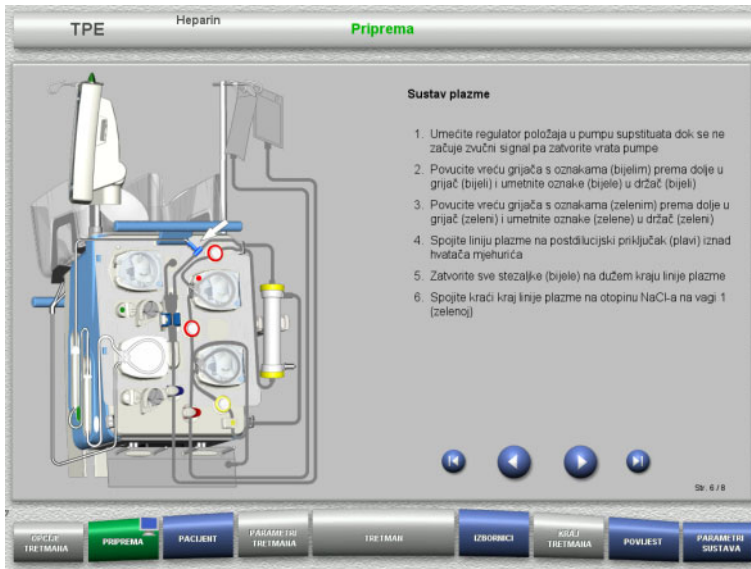 TPE
Heparin
Priprema
Sustav plazme
1. Umećite regulator položaja u pumpu supstituata dok se ne
začuje zvučni signal pa zatvorite vrata pumpe
2. Povucite vreću grijača s oznakama (bijelim) prema dolje u
grijač (bijeli) i umetnite oznake (bijele) u držač (bijeli)
3. Povucite vreću grijača s oznakama (zelenim) prema dolje u
grijač (zeleni) i umetnite oznake (zelene) u držač (zeleni)
4. Spojite liniju plazme na postdilucijski priključak (plavi) iznad
hvatača mjehurića
5. Zatvorite sve stezaljke (bijele) na dužem kraju linije plazme
6. Spojite kraći kraj linije plazme na otopinu NaCl-a na vagi 1
(zelenoj)
Str. 6 / 8
7
OPCIJE
TRETMANA
PRIPREMA
PACIJENT
PARAMETRI
TRETMANA
TRETMAN
IZBORNICI
KRAJ
TRETMANA
POVIJEST
PARAMETRI
SUSTAVA